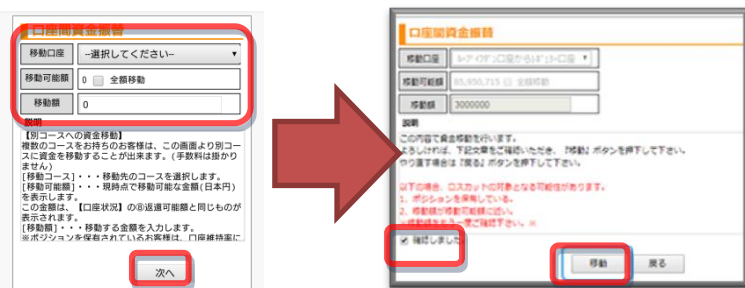 口座間資金振替
移動口座 --選択してください--
移動可能額 0 全額移動
移動額 0
説明
【別コースへの資金移動】
複数のコースをお持ちのお客様は、この画面より別コー
スに資金を移動することが出来ます。(手数料は掛かり
ません)
[移動コース]・・・移動先のコースを選択します。
[移動可能額]・・・現時点で移動可能な金額(日本円)
を表示します。
この金額は、【口座状況】の⑧返還可能額と同じものが
表示されます。
[移動額]・・・移動する金額を入力します。
※ポジションを保有されているお客様は、口座維持率に
次へ
口座間資金振替
移動口座
移動可能額 全額移動
移動額 3000000
説明
この内容で資金移動を行います。
よろしければ、下記文章をご確認いただき、『移動』ボタンを押下して下さい。
やり直す場合は『戻る』ボタンを押下して下さい。
以下の場合、ロスカットの対象となる可能性があります。
1. ポジションを保有している。
2. 移動額が移動可能額に近い。
※移動額をもう一度ご確認下さい。※
確認しました
移動 戻る